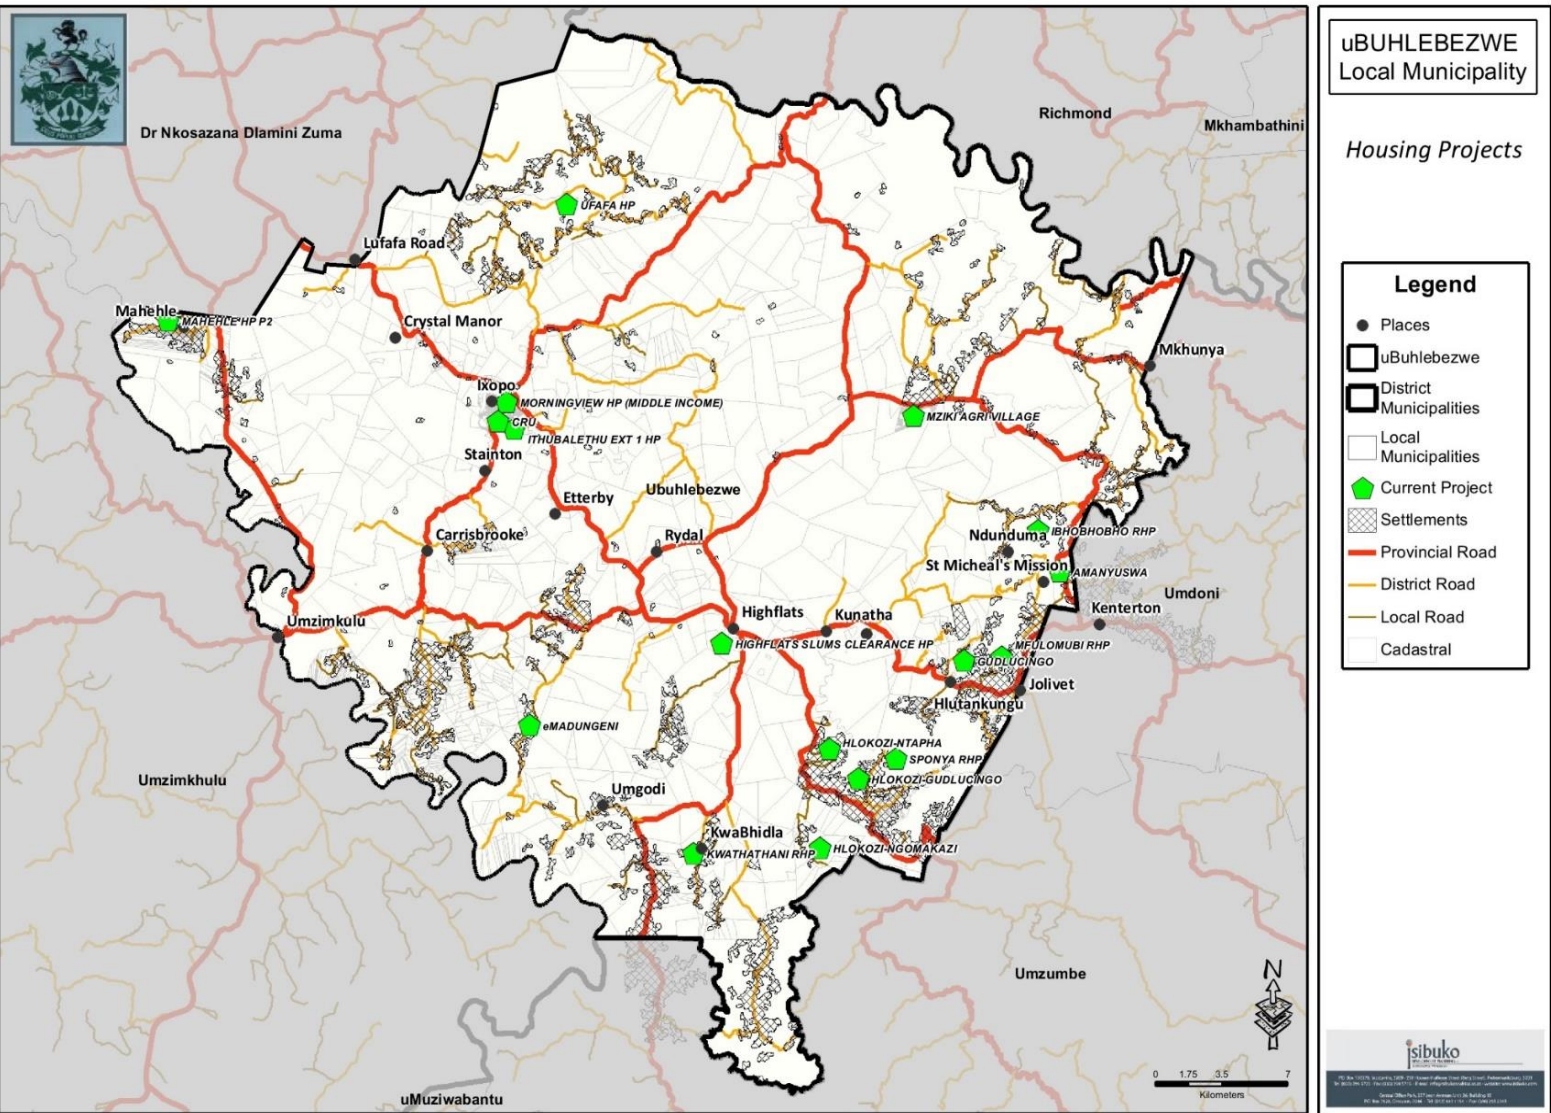 uBUHLEBEZWE
Local Municipality
Housing Projects
Legend
Places
uBuhlebezwe
District
Municipalities
Local
Municipalities
Current Project
Settlements
Provincial Road
District Road
Local Road
Cadastral
Richmond
Mkhambathini
Dr Nkosazana Dlamini Zuma
UFAFA HP
Lufafa Road
Mahehle
MAHEHLE HP P2
Crystal Manor
Mkhunya
Ixopo
MORNINGVIEW HP (MIDDLE INCOME)
CRU
ITHUBALETHU EXT 1 HP
MZIKI AGRI VILLAGE
Stainton
Ubuhlebezwe
Etterby
Carrisbrooke
Rydal
Ndunduma
IBHOBHOBHO RHP
St Micheal's Mission
AMANYUSWA
Umdoni
Kenterton
Umzimkulu
Highflats
Kunatha
HIGHFLATS SLUMS CLEARANCE HP
MFULOMUBI RHP
GUDLUCINGO
Jolivet
Hlutankungu
eMADUNGENI
HLOKOZI-NTAPHA
SPONYA RHP
HLOKOZI-GUDLUCINGO
Umzimkhulu
Umgodi
KwaBhidla
KWATHATHANI RHP
HLOKOZI-NGOMAKAZI
Umzumbe
uMuziwabantu
N
0 1.75 3.5 7
Kilometers
isibuko